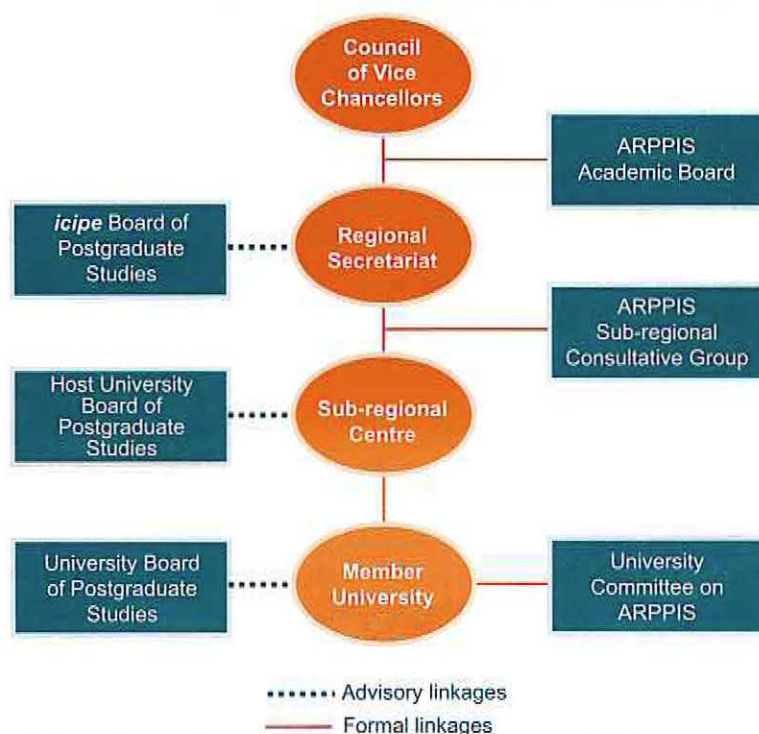 Council
of Vice
Chancellors
ARPPIS
Academic Board
icipe Board of
Postgraduate
Studies
Regional
Secretariat
ARPPIS
Sub-regional
Consultative Group
Host University
Board of
Postgraduate
Studies
Sub-regional
Centre
University Board
of Postgraduate
Studies
Member
University
University
Committee on
ARPPIS
Advisory linkages
Formal linkages